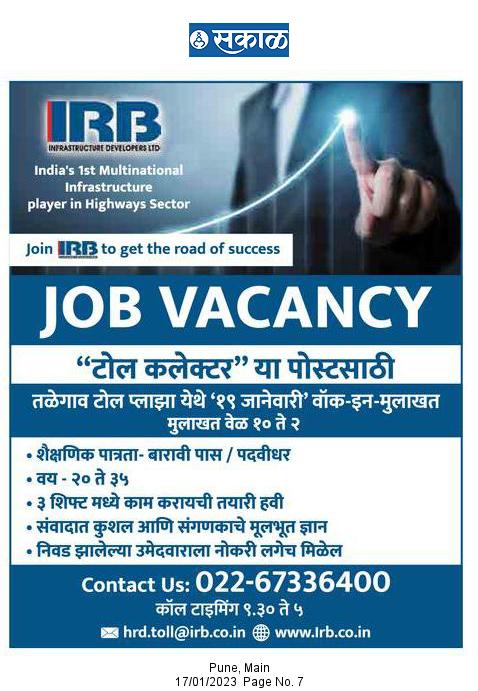 सकाळ
IRB
INFRASTRUCTURE DEVELOPERS LTD
India's 1st Multinational
Infrastructure
player in Highways Sector
Join IRB to get the road of success
JOB VACANCY
“टोल कलेक्टर” या पोस्टसाठी
तळेगाव टोल प्लाझा येथे ‘१९ जानेवारी’ वॉक-इन-मुलाखत
मुलाखत वेळ १० ते २
• शैक्षणिक पात्रता- बारावी पास / पदवीधर
• वय - २० ते ३५
• ३ शिफ्ट मध्ये काम करायची तयारी हवी
• संवादात कुशल आणि संगणकाचे मूलभूत ज्ञान
• निवड झालेल्या उमेदवाराला नोकरी लगेच मिळेल
Contact Us: 022-67336400
कॉल टाइमिंग ९.३० ते ५
hrd.toll@irb.co.in www.Irb.co.in
Pune, Main
17/01/2023 Page No. 7